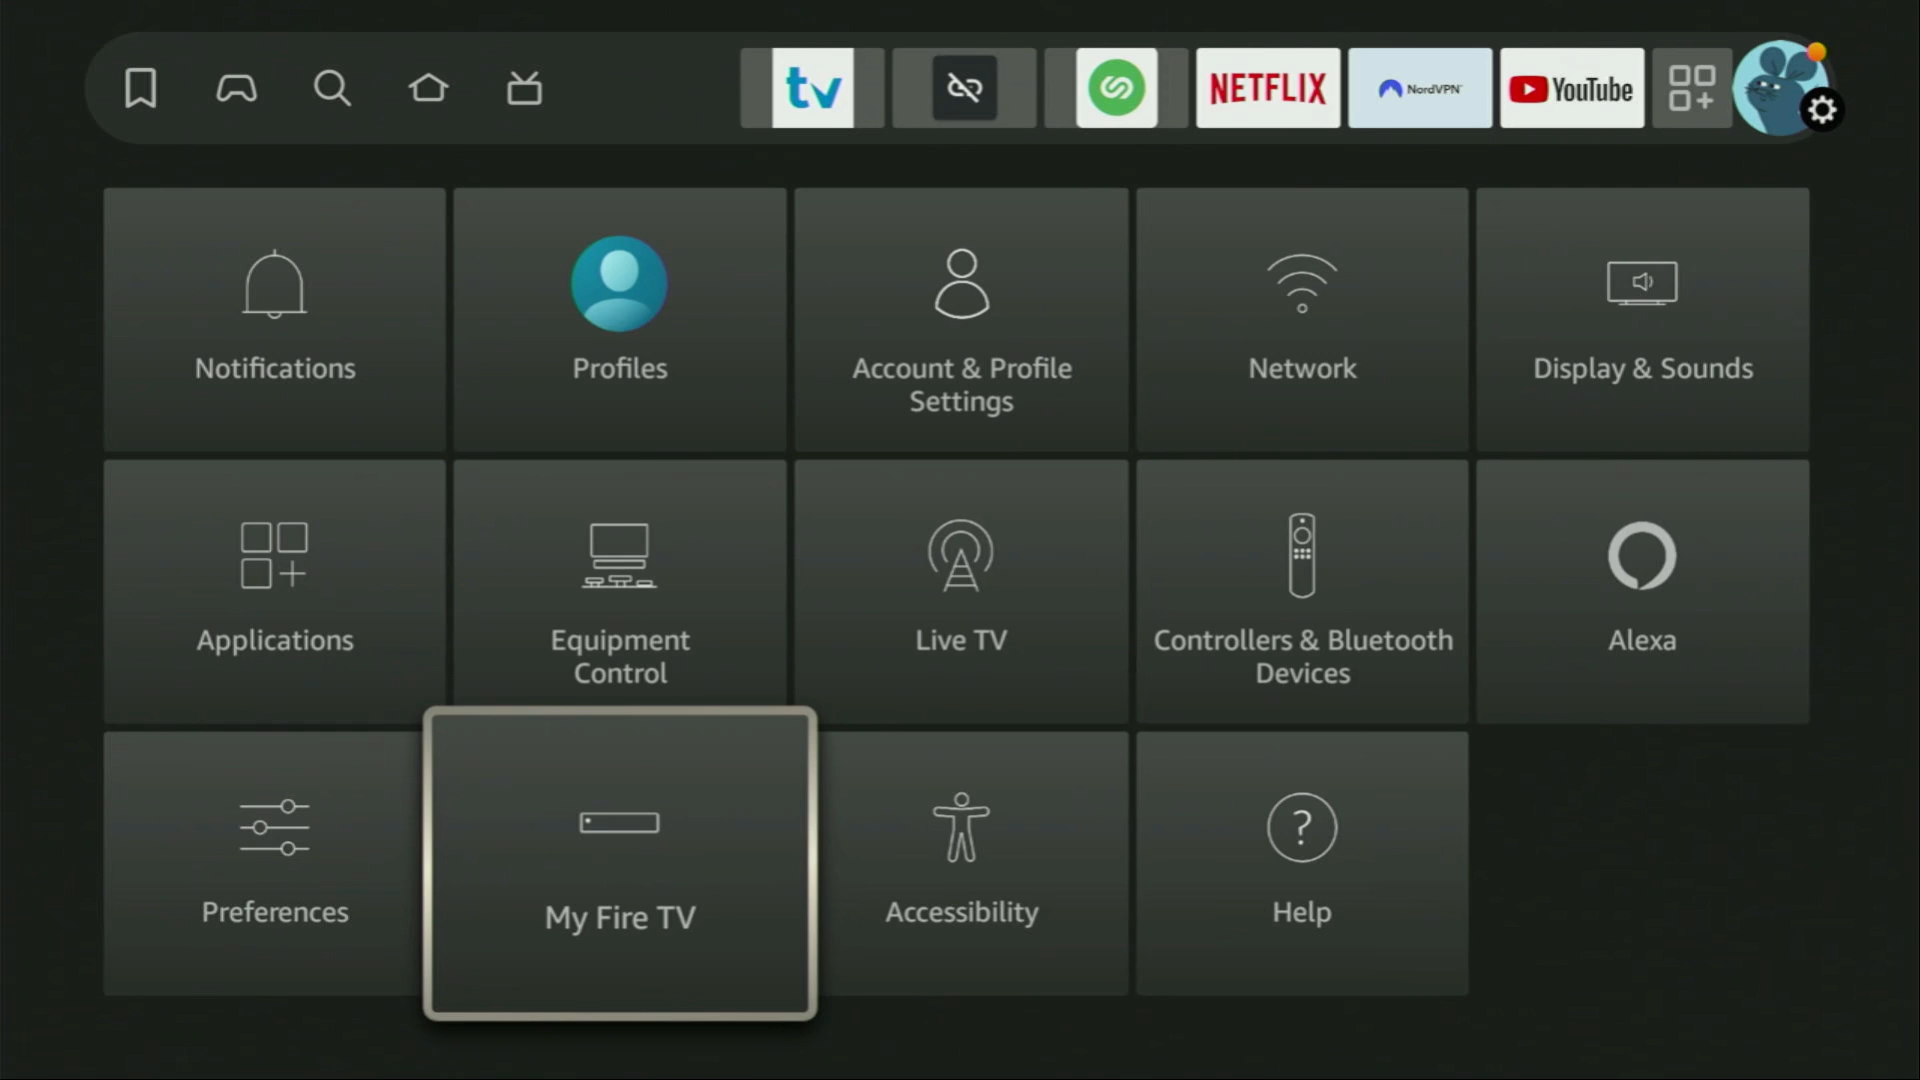 tv
NETFLIX
NordVPN
YouTube
Notifications
Profiles
Account & Profile
Settings
Network
Display & Sounds
Applications
Equipment
Control
Live TV
Controllers & Bluetooth
Devices
Alexa
Preferences
My Fire TV
Accessibility
?
Help